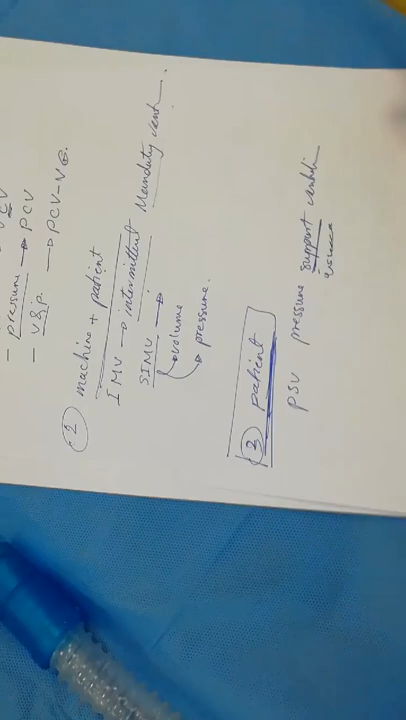 CV
- pressure → PCV
- V&P. → PCV-VG.
2 machine + patient
IMV → intermittent Mandatory vent.
SIMV →
→ volume
→ pressure.
3 patient
PSV pressure support